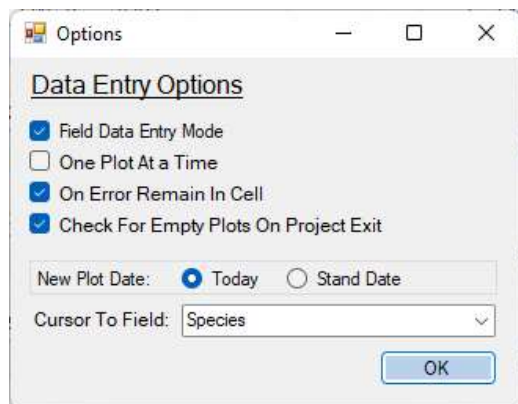 Options
Data Entry Options
Field Data Entry Mode
One Plot At a Time
On Error Remain In Cell
Check For Empty Plots On Project Exit
New Plot Date: Today Stand Date
Cursor To Field: Species
OK